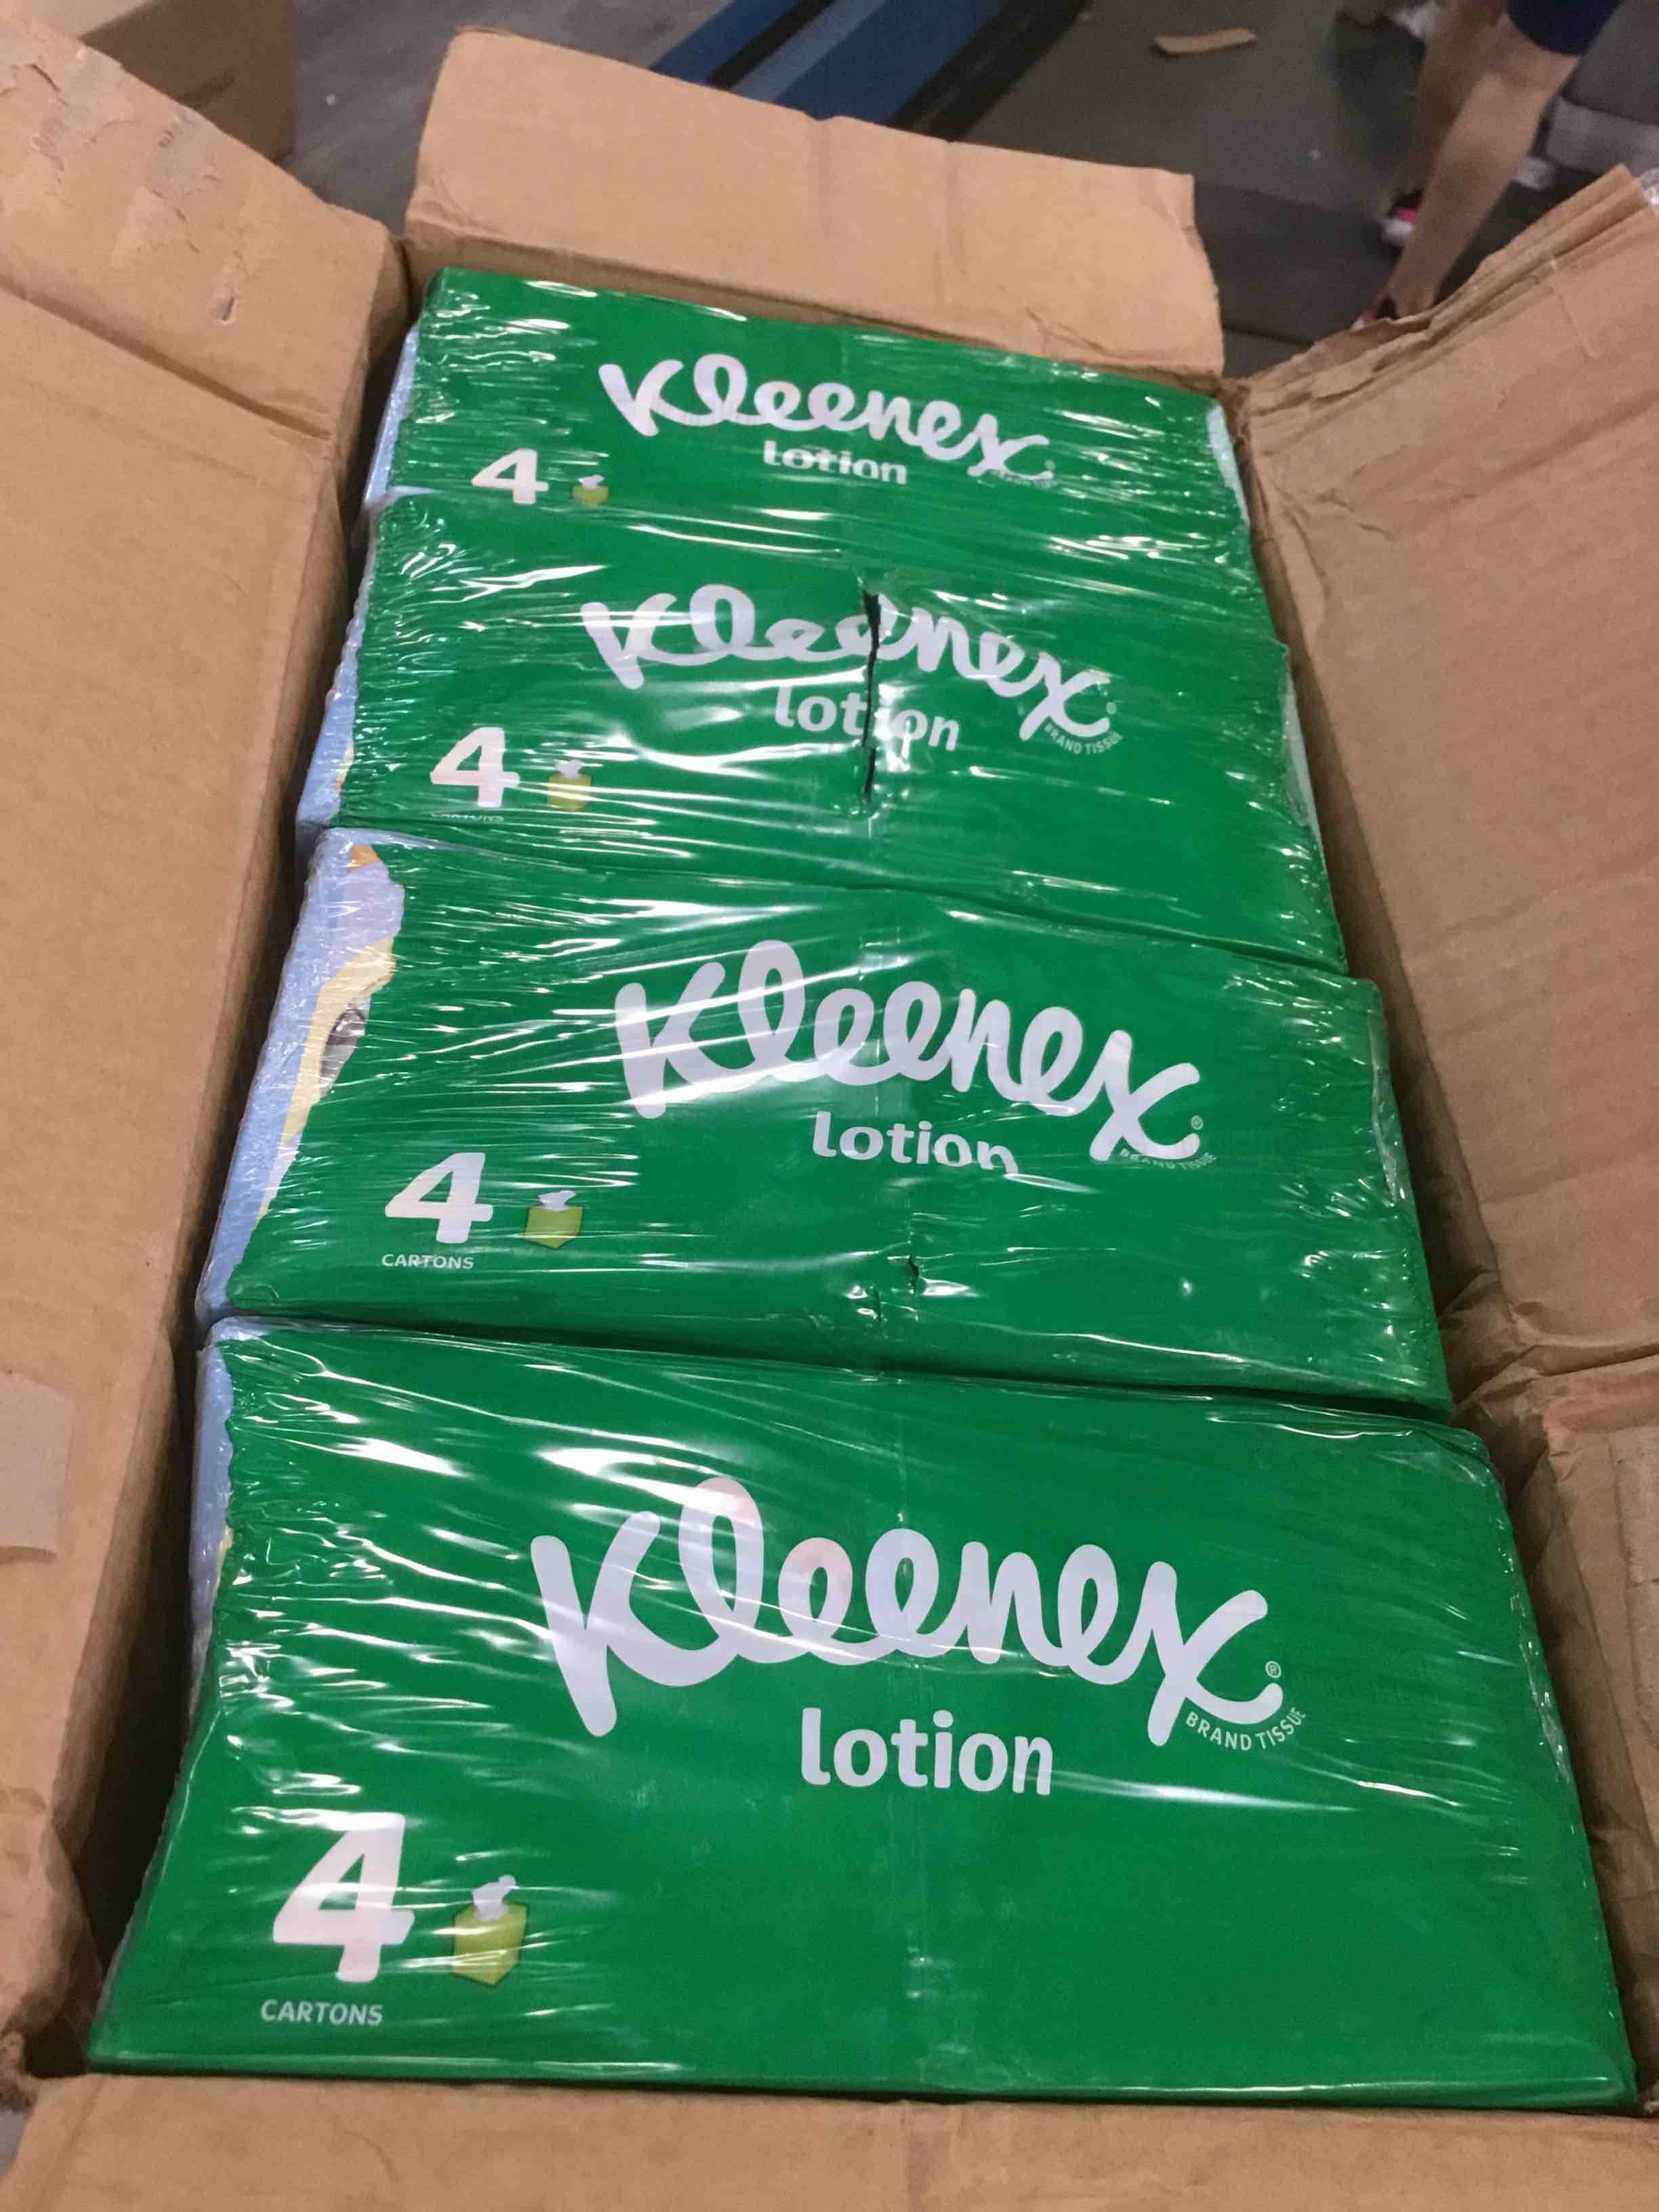 Kleenex
lotion
4
Kleenex®
lotion
BRAND TISSUE
4
CARTONS
Kleenex®
lotion
BRAND TISSUE
4
CARTONS
Kleenex®
lotion
BRAND TISSUE
4
CARTONS